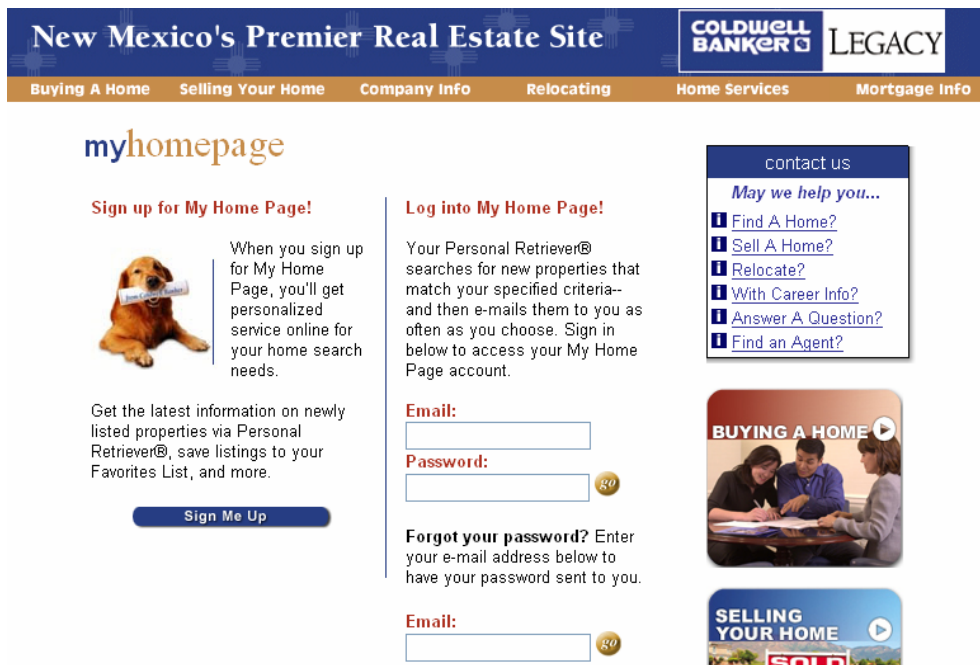 New Mexico's Premier Real Estate Site
COLDWELL
BANKER
LEGACY
Buying A Home Selling Your Home Company Info Relocating Home Services Mortgage Info
myhomepage
Sign up for My Home Page!
from Coldwell Banker
When you sign up
for My Home
Page, you'll get
personalized
service online for
your home search
needs.
Get the latest information on newly
listed properties via Personal
Retriever®, save listings to your
Favorites List, and more.
Sign Me Up
Log into My Home Page!
Your Personal Retriever®
searches for new properties that
match your specified criteria--
and then e-mails them to you as
often as you choose. Sign in
below to access your My Home
Page account.
Email:
Password:
go
Forgot your password? Enter
your e-mail address below to
have your password sent to you.
Email:
go
contact us
May we help you...
i Find A Home?
i Sell A Home?
i Relocate?
i With Career Info?
i Answer A Question?
i Find an Agent?
BUYING A HOME
SELLING
YOUR HOME
SOLD